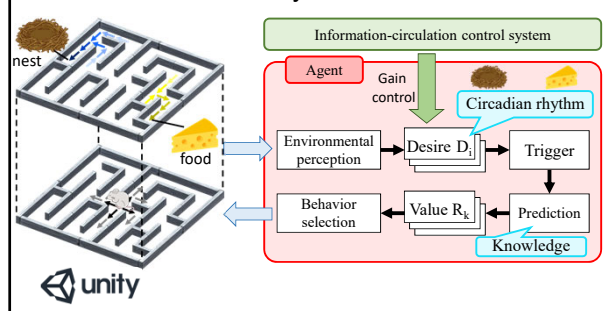 nest
food
unity
Information-circulation control system
Agent
Gain
control
Circadian rhythm
Environmental
perception
Desire Di
Trigger
Behavior
selection
Value Rk
Prediction
Knowledge